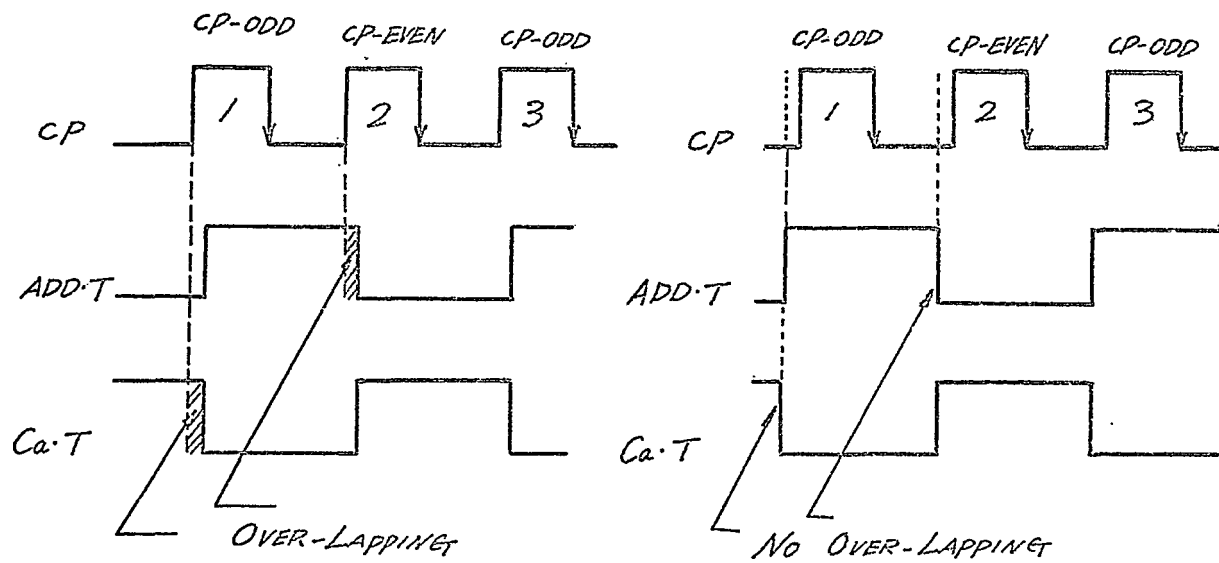 CP-ODD CP-EVEN CP-ODD
CP 1 2 3
ADD·T
Ca·T
OVER-LAPPING
CP-ODD CP-EVEN CP-ODD
CP 1 2 3
ADD·T
Ca·T
NO OVER-LAPPING